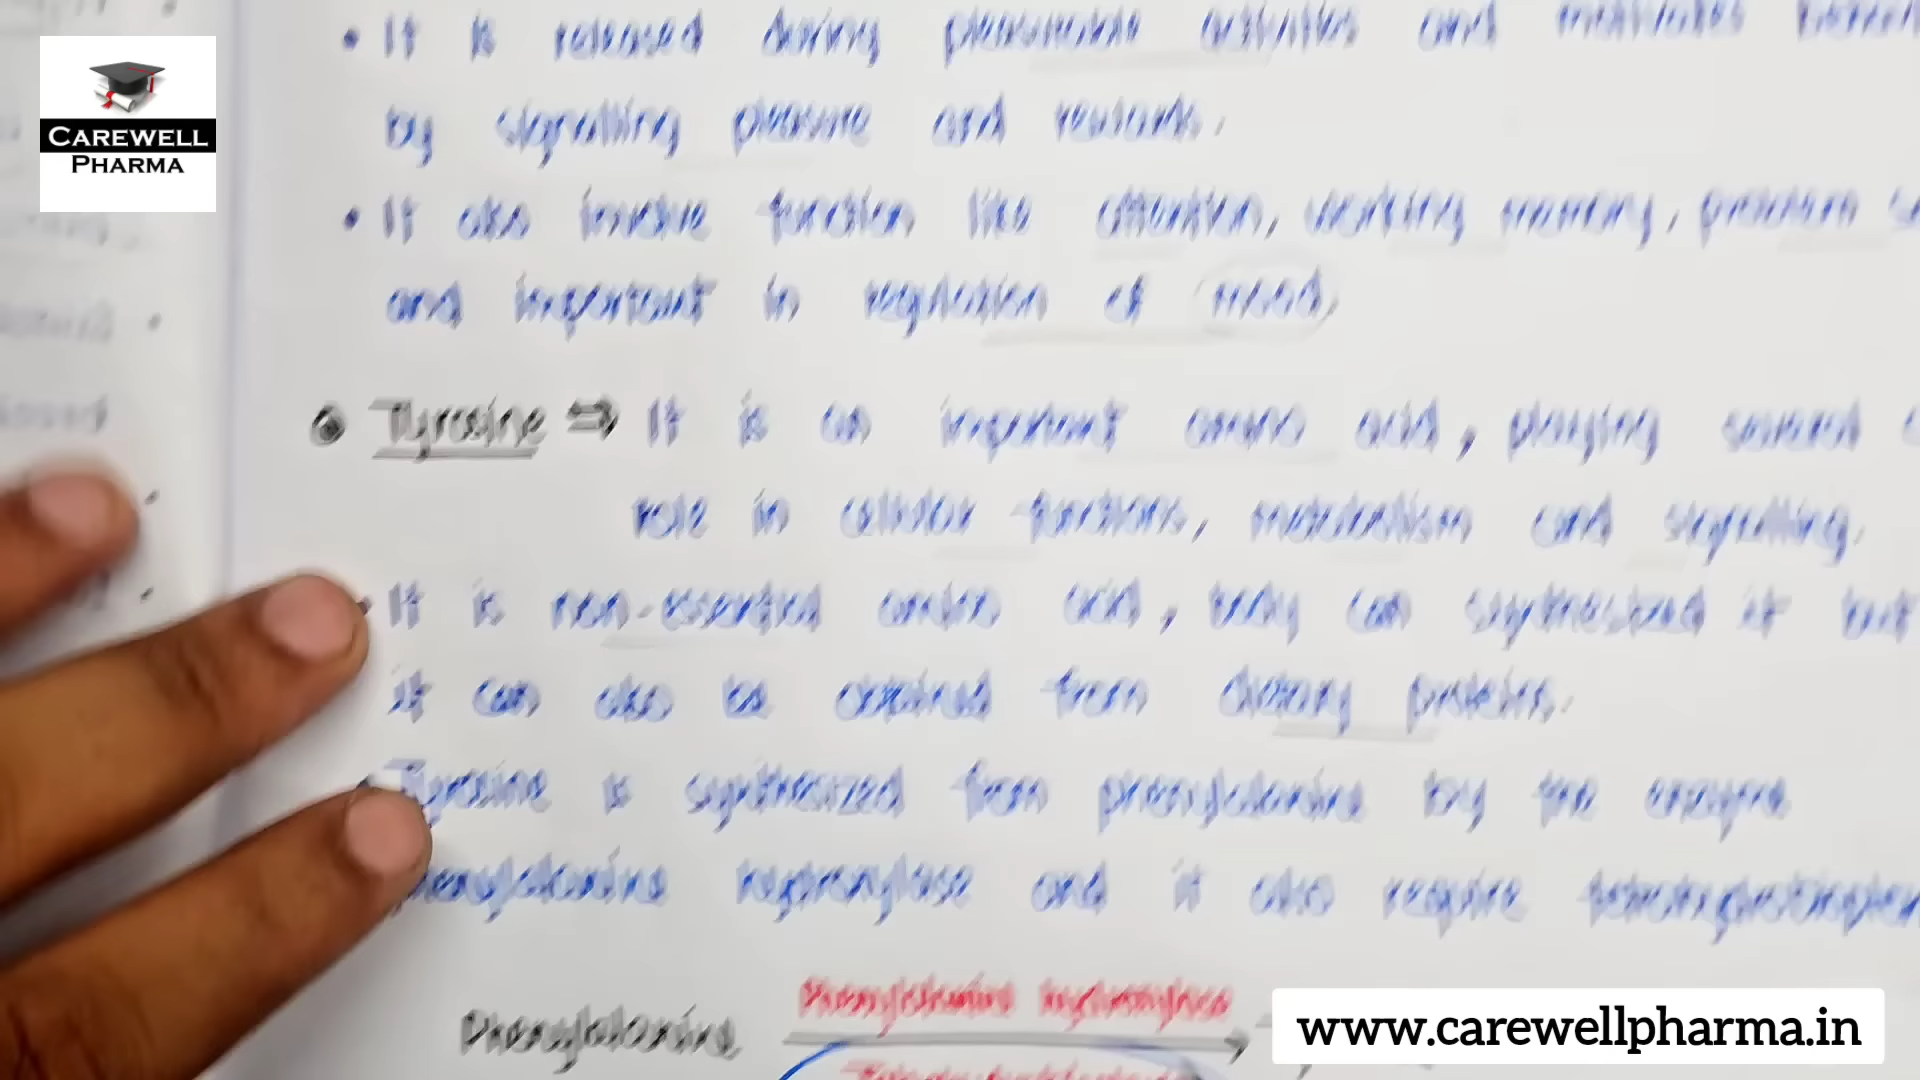 CAREWELL
PHARMA
• It is released during pleasurable activities and motivates
by signalling pleasure and rewards.
• It also involve function like attention, working memory, problem
and important in regulation of mood.
Tyrosine ⇒ It is an important amino acid, playing several
role in cellular functions, metabolism and signalling.
• It is non-essential amino acid, body can synthesized it but
it can also be obtained from dietary proteins.
• Tyrosine is synthesized from phenylalanine by the enzyme
phenylalanine hydroxylase and it also require
Phenylalanine hydroxylase
Phenylalanine
www.carewellpharma.in